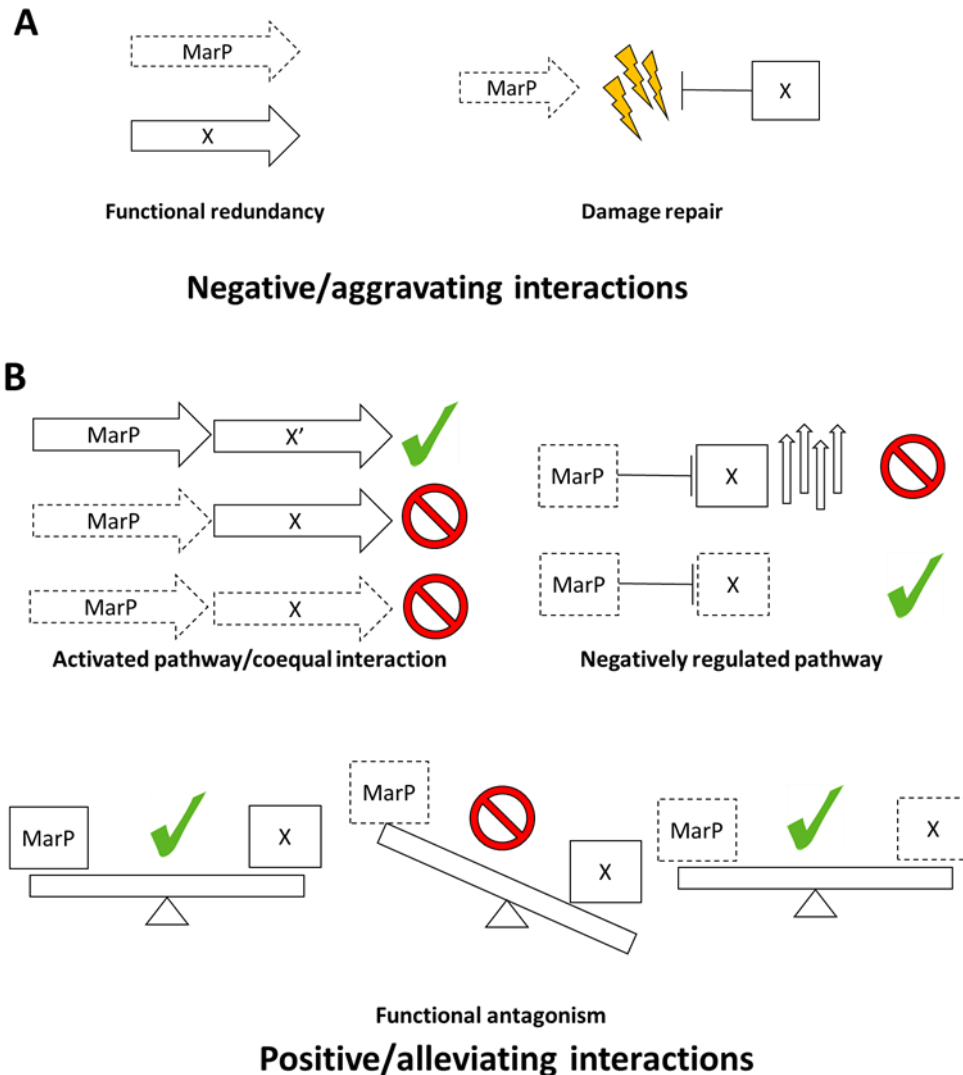 A
MarP
X
Functional redundancy
MarP
X
Damage repair
Negative/aggravating interactions
B
MarP
X’
MarP
X
MarP
X
Activated pathway/coequal interaction
MarP
X
MarP
X
Negatively regulated pathway
MarP
X
MarP
X
MarP
X
Functional antagonism
Positive/alleviating interactions